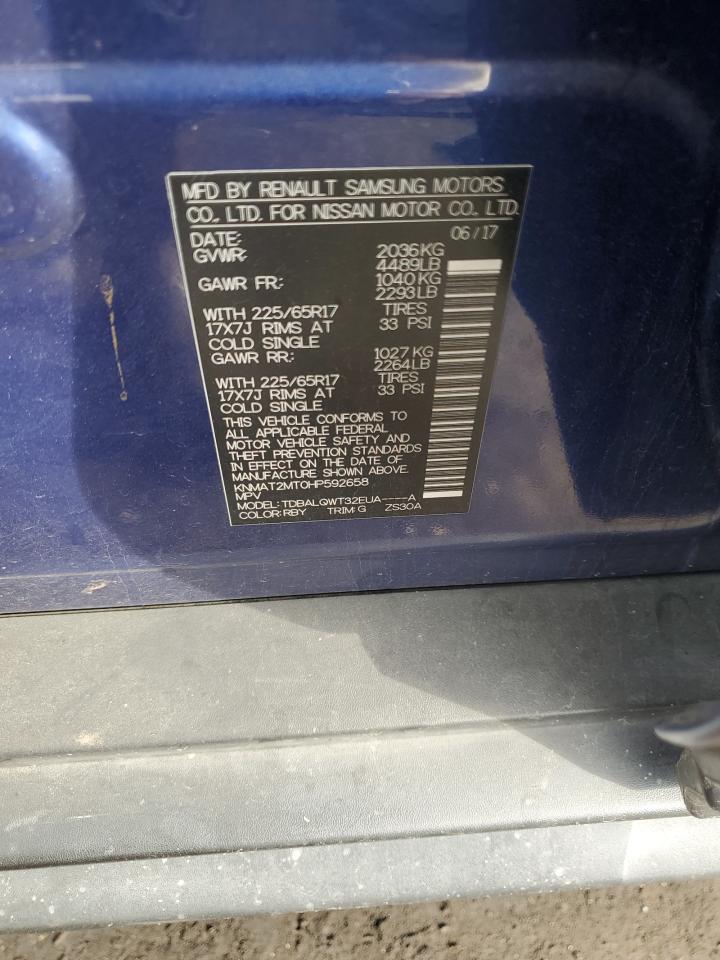 MFD BY RENAULT SAMSUNG MOTORS
CO., LTD. FOR NISSAN MOTOR CO., LTD.
DATE: 06/17
GVWR: 2036KG
4489LB
GAWR FR: 1040KG
2293LB
WITH 225/65R17 TIRES
17X7J RIMS AT 33 PSI
COLD SINGLE
GAWR RR: 1027KG
2264LB
WITH 225/65R17 TIRES
17X7J RIMS AT 33 PSI
COLD SINGLE
THIS VEHICLE CONFORMS TO
ALL APPLICABLE FEDERAL
MOTOR VEHICLE SAFETY AND
THEFT PREVENTION STANDARDS
IN EFFECT ON THE DATE OF
MANUFACTURE SHOWN ABOVE.
KNMAT2MT0HP592658
MPV
MODEL: TDBALQWT32EUA----A
COLOR:RBY TRIM:G ZS30A